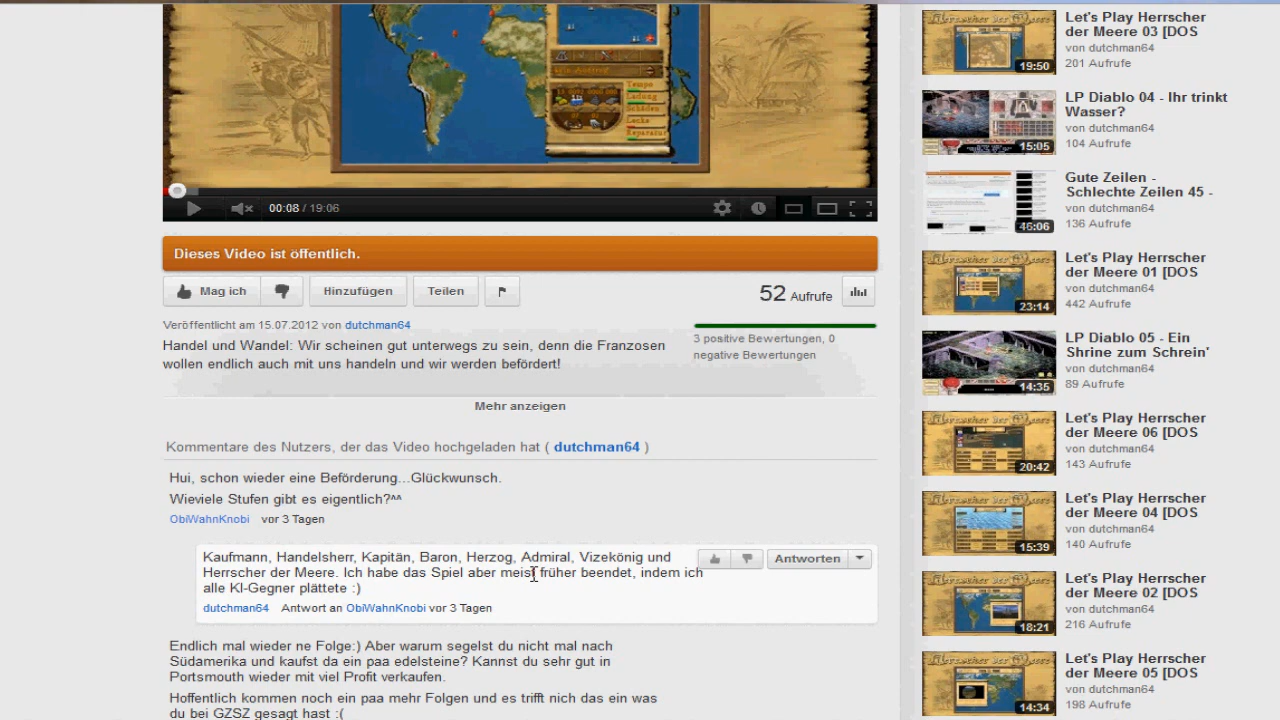 00:08 / 19:06
Dieses Video ist öffentlich.
Mag ich
Hinzufügen
Teilen
52 Aufrufe
Veröffentlicht am 15.07.2012 von dutchman64
Handel und Wandel: Wir scheinen gut unterwegs zu sein, denn die Franzosen
wollen endlich auch mit uns handeln und wir werden befördert!
3 positive Bewertungen, 0
negative Bewertungen
Mehr anzeigen
Kommentare des Nutzers, der das Video hochgeladen hat ( dutchman64 )
Hui, schon wieder eine Beförderung...Glückwunsch.
Wieviele Stufen gibt es eigentlich?^^
ObiWahnKnobi vor 3 Tagen
Kaufmann, Handelsherr, Kapitän, Baron, Herzog, Admiral, Vizekönig und
Herrscher der Meere. Ich habe das Spiel aber meist früher beendet, indem ich
alle KI-Gegner plättete :)
Antworten
dutchman64 Antwort an ObiWahnKnobi vor 3 Tagen
Endlich mal wieder ne Folge:) Aber warum segelst du nicht mal nach
Südamerika und kaufst da ein paa edelsteine? Kannst du sehr gut in
Portsmouth wieder mit viel Profit verkaufen.
Hoffentlich kommen noch ein paa mehr Folgen und es trifft nich das ein was
du bei GZSZ gesagt hast :(
19:50
Let's Play Herrscher
der Meere 03 [DOS
von dutchman64
201 Aufrufe
15:05
LP Diablo 04 - Ihr trinkt
Wasser?
von dutchman64
104 Aufrufe
46:06
Gute Zeilen -
Schlechte Zeilen 45 -
von dutchman64
136 Aufrufe
23:14
Let's Play Herrscher
der Meere 01 [DOS
von dutchman64
442 Aufrufe
14:35
LP Diablo 05 - Ein
Shrine zum Schrein'
von dutchman64
89 Aufrufe
20:42
Let's Play Herrscher
der Meere 06 [DOS
von dutchman64
143 Aufrufe
15:39
Let's Play Herrscher
der Meere 04 [DOS
von dutchman64
140 Aufrufe
18:21
Let's Play Herrscher
der Meere 02 [DOS
von dutchman64
216 Aufrufe
14:34
Let's Play Herrscher
der Meere 05 [DOS
von dutchman64
198 Aufrufe